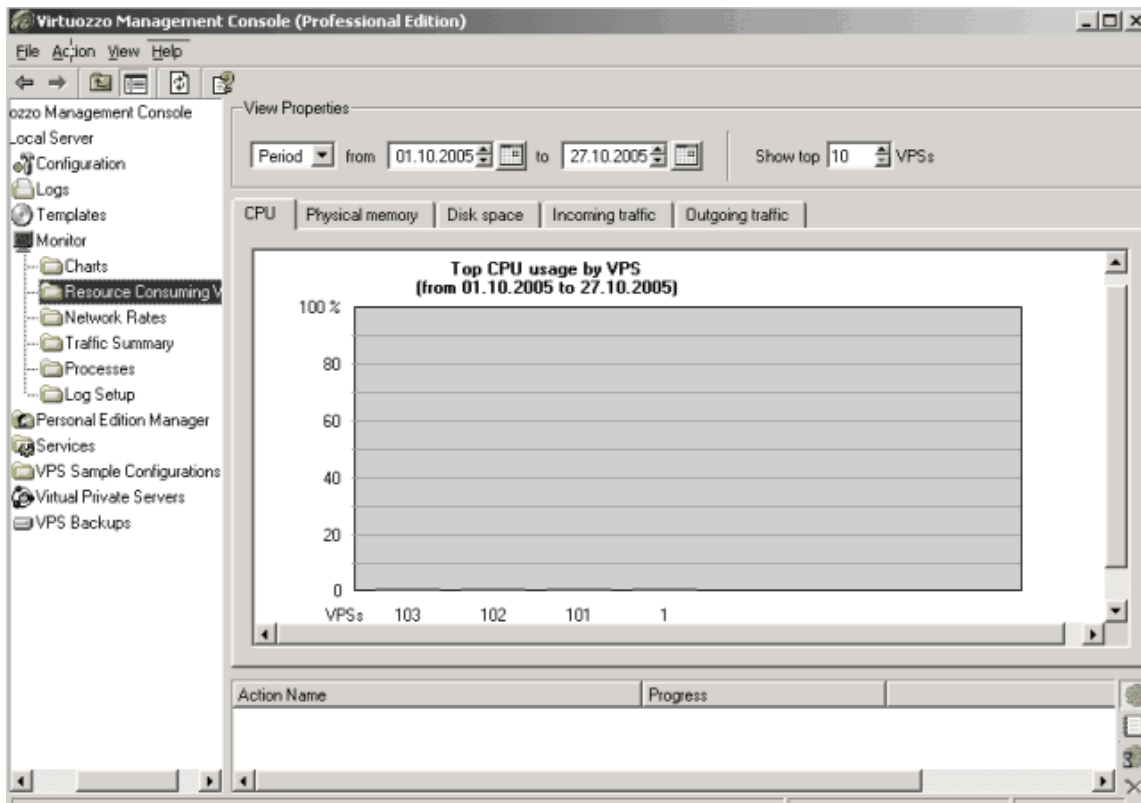 Virtuozzo Management Console (Professional Edition)
File Action View Help
ozzo Management Console
Local Server
Configuration
Logs
Templates
Monitor
Charts
Resource Consuming V
Network Rates
Traffic Summary
Processes
Log Setup
Personal Edition Manager
Services
VPS Sample Configurations
Virtual Private Servers
VPS Backups
View Properties
Period from 01.10.2005 to 27.10.2005 Show top 10 VPSs
CPU Physical memory Disk space Incoming traffic Outgoing traffic
Top CPU usage by VPS
(from 01.10.2005 to 27.10.2005)
100 %
80
60
40
20
0
VPSs 103 102 101 1
Action Name Progress